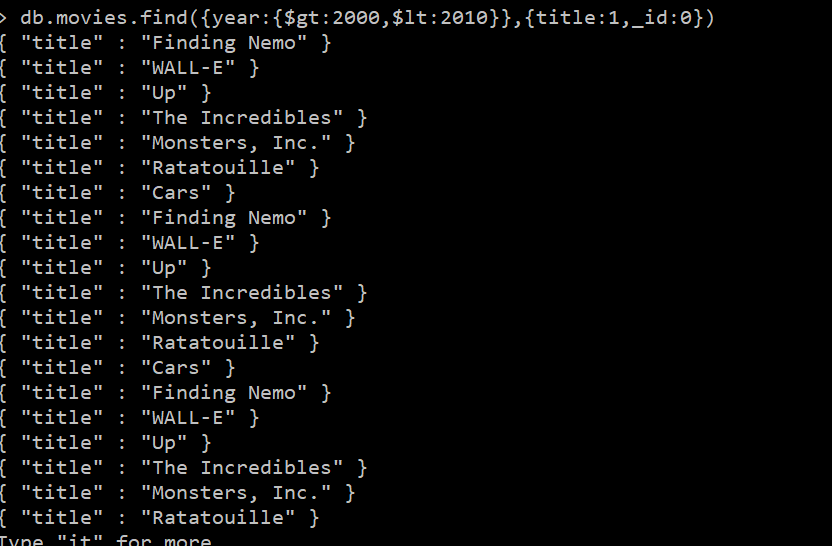 > db.movies.find({year:{$gt:2000,$lt:2010}},{title:1,_id:0})
{ "title" : "Finding Nemo" }
{ "title" : "WALL-E" }
{ "title" : "Up" }
{ "title" : "The Incredibles" }
{ "title" : "Monsters, Inc." }
{ "title" : "Ratatouille" }
{ "title" : "Cars" }
{ "title" : "Finding Nemo" }
{ "title" : "WALL-E" }
{ "title" : "Up" }
{ "title" : "The Incredibles" }
{ "title" : "Monsters, Inc." }
{ "title" : "Ratatouille" }
{ "title" : "Cars" }
{ "title" : "Finding Nemo" }
{ "title" : "WALL-E" }
{ "title" : "Up" }
{ "title" : "The Incredibles" }
{ "title" : "Monsters, Inc." }
{ "title" : "Ratatouille" }
Type "it" for more